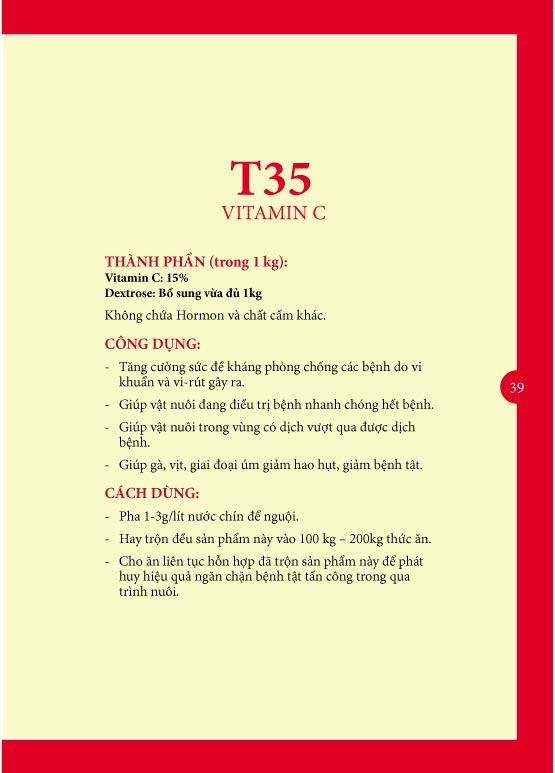 T35
VITAMIN C
THÀNH PHẦN (trong 1 kg):
Vitamin C: 15%
Dextrose: Bổ sung vừa đủ 1kg
Không chứa Hormon và chất cấm khác.
CÔNG DỤNG:
- Tăng cường sức đề kháng phòng chống các bệnh do vi
khuẩn và vi-rút gây ra.
- Giúp vật nuôi đang điều trị bệnh nhanh chóng hết bệnh.
39
- Giúp vật nuôi trong vùng có dịch vượt qua được dịch
bệnh.
- Giúp gà, vịt, giai đoại úm giảm hao hụt, giảm bệnh tật.
CÁCH DÙNG:
- Pha 1-3g/lít nước chín để nguội.
- Hay trộn đều sản phẩm này vào 100 kg – 200kg thức ăn.
- Cho ăn liên tục hỗn hợp đã trộn sản phẩm này để phát
huy hiệu quả ngăn chặn bệnh tật tấn công trong qua
trình nuôi.